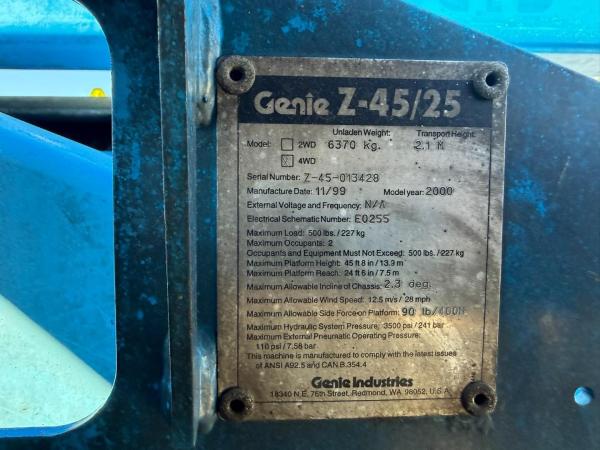 Genie Z-45/25
Unladen Weight: Transport Height:
Model: 2WD 6370 Kg. 2.1 M
4WD
Serial Number: Z-45-013428
Manufacture Date: 11/99 Model year: 2000
External Voltage and Frequency: N/A
Electrical Schematic Number: E0255
Maximum Load: 500 lbs. / 227 kg
Maximum Occupants: 2
Occupants and Equipment Must Not Exceed: 500 lbs. / 227 kg
Maximum Platform Height: 45 ft 8 in / 13.9 m
Maximum Platform Reach: 24 ft 6 in / 7.5 m
Maximum Allowable Incline of Chassis: 2.3 deg.
Maximum Allowable Wind Speed: 12.5 m/s / 28 mph
Maximum Allowable Side Force on Platform: 90 lb/400N
Maximum Hydraulic System Pressure: 3500 psi / 241 bar
Maximum External Pneumatic Operating Pressure:
110 psi / 7.58 bar
This machine is manufactured to comply with the latest issues
of ANSI A92.5 and CAN.B.354.4
Genie Industries
18340 N.E. 76th Street, Redmond, WA 98052, U.S.A.